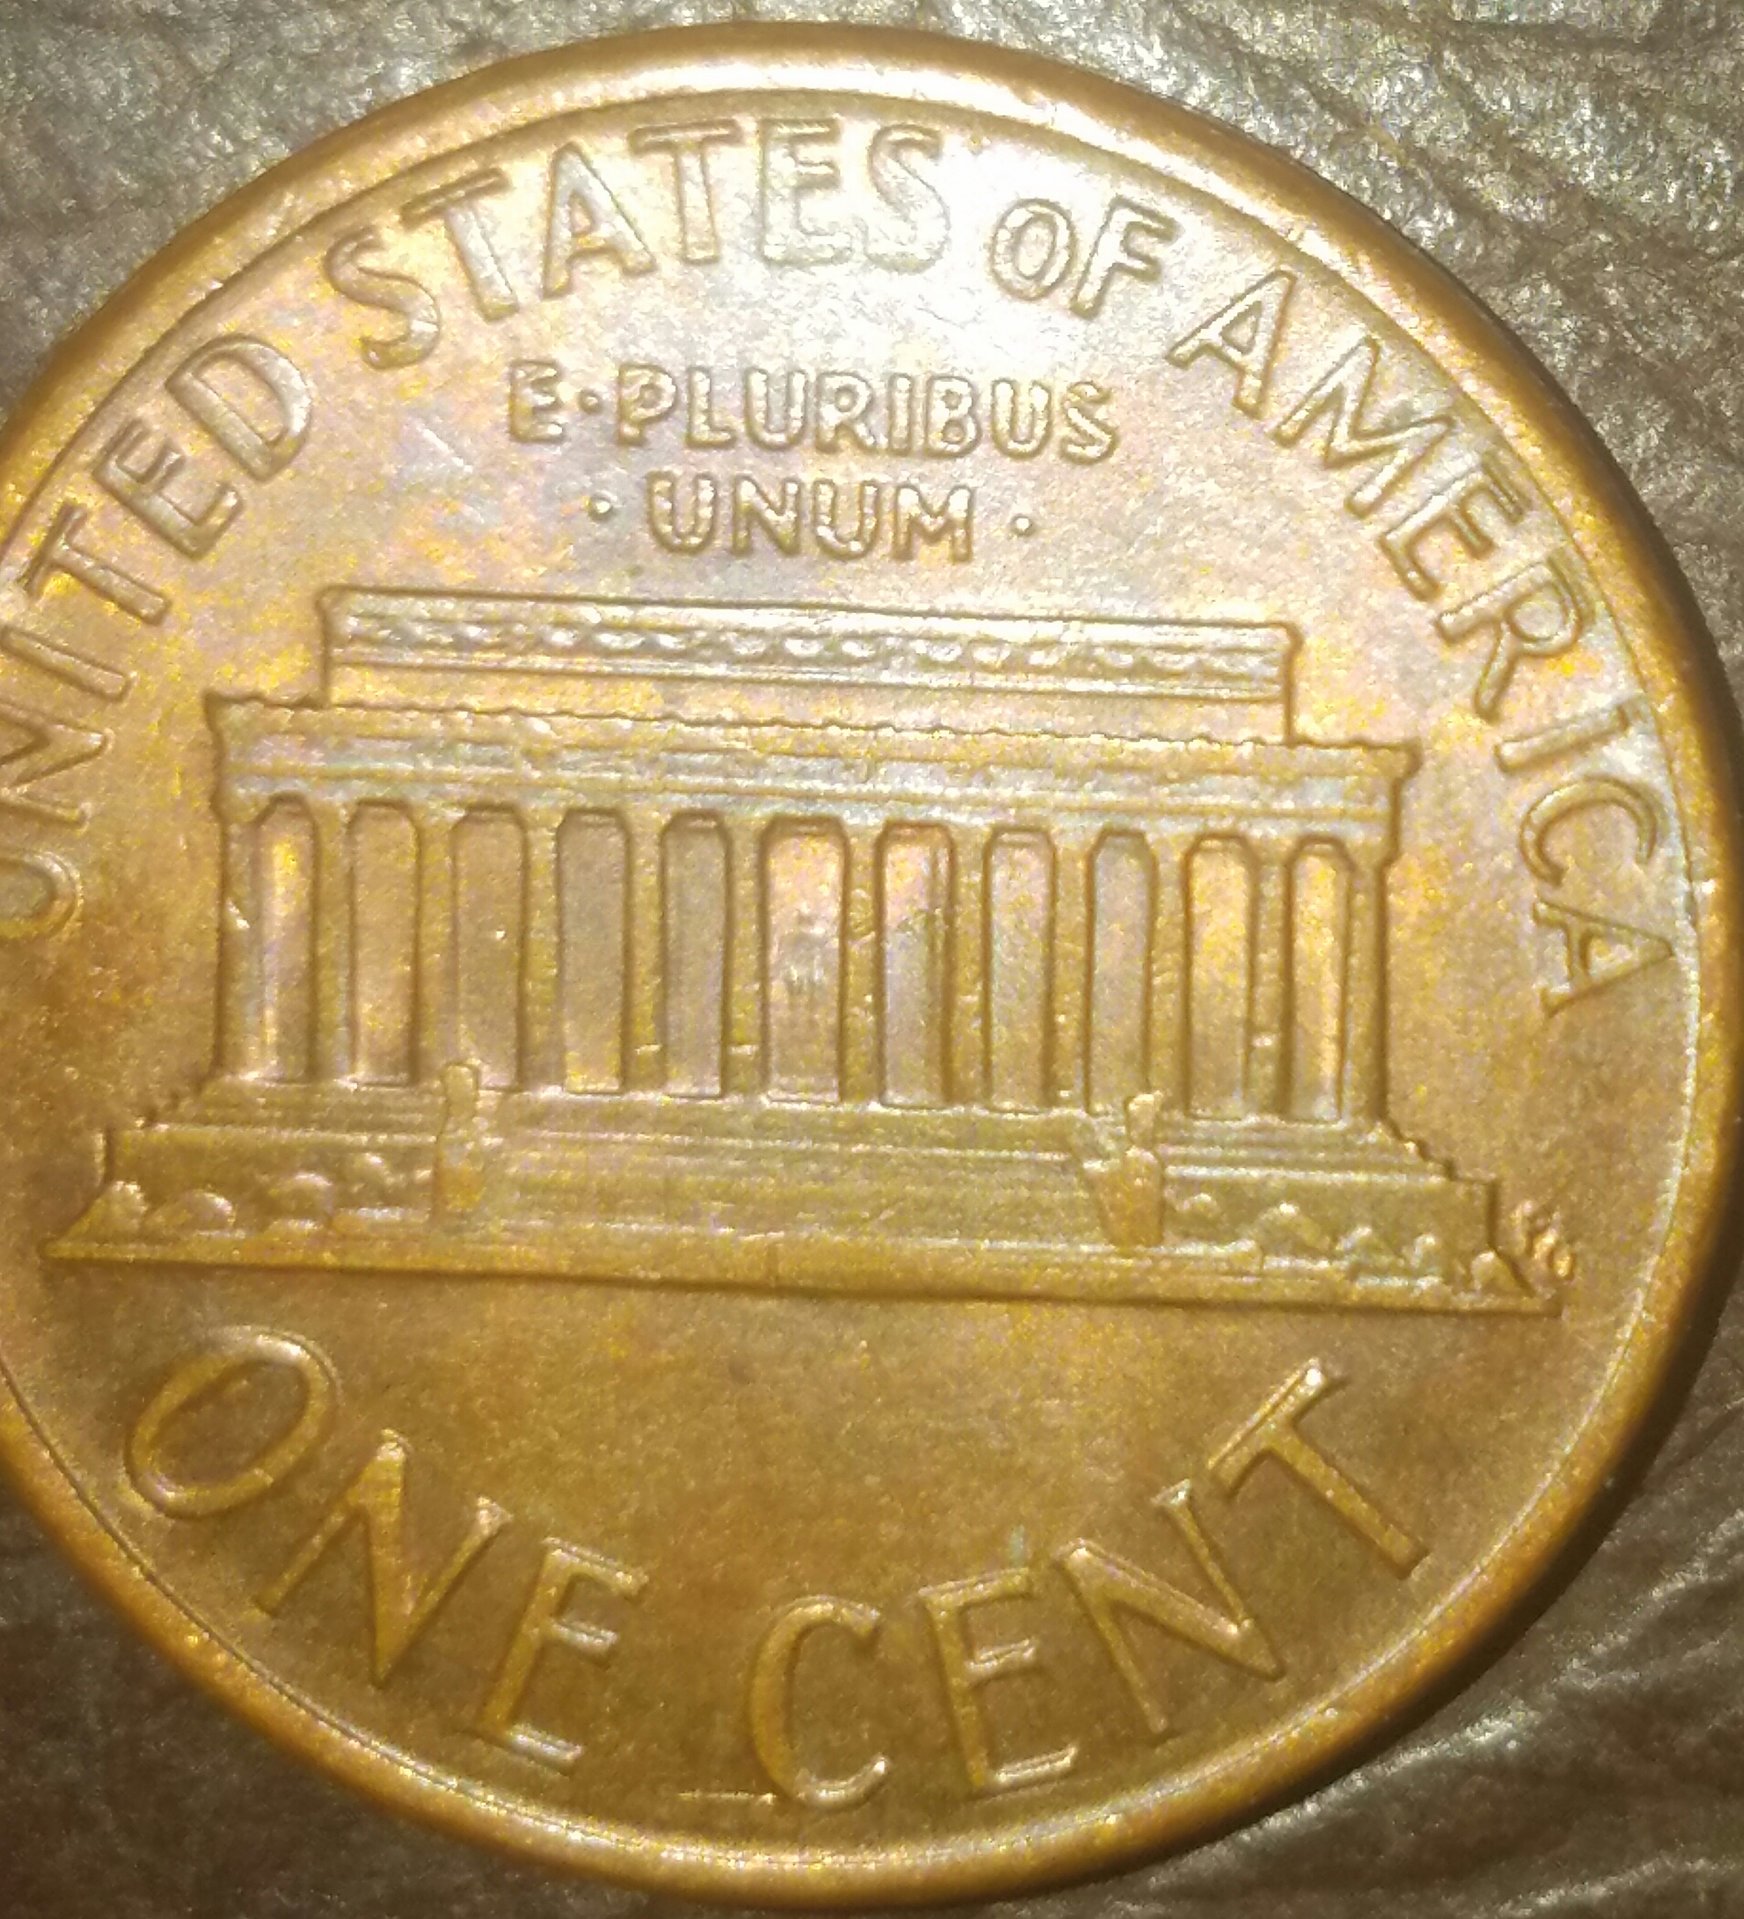 UNITED STATES OF AMERICA
E·PLURIBUS
·UNUM·
ONE CENT